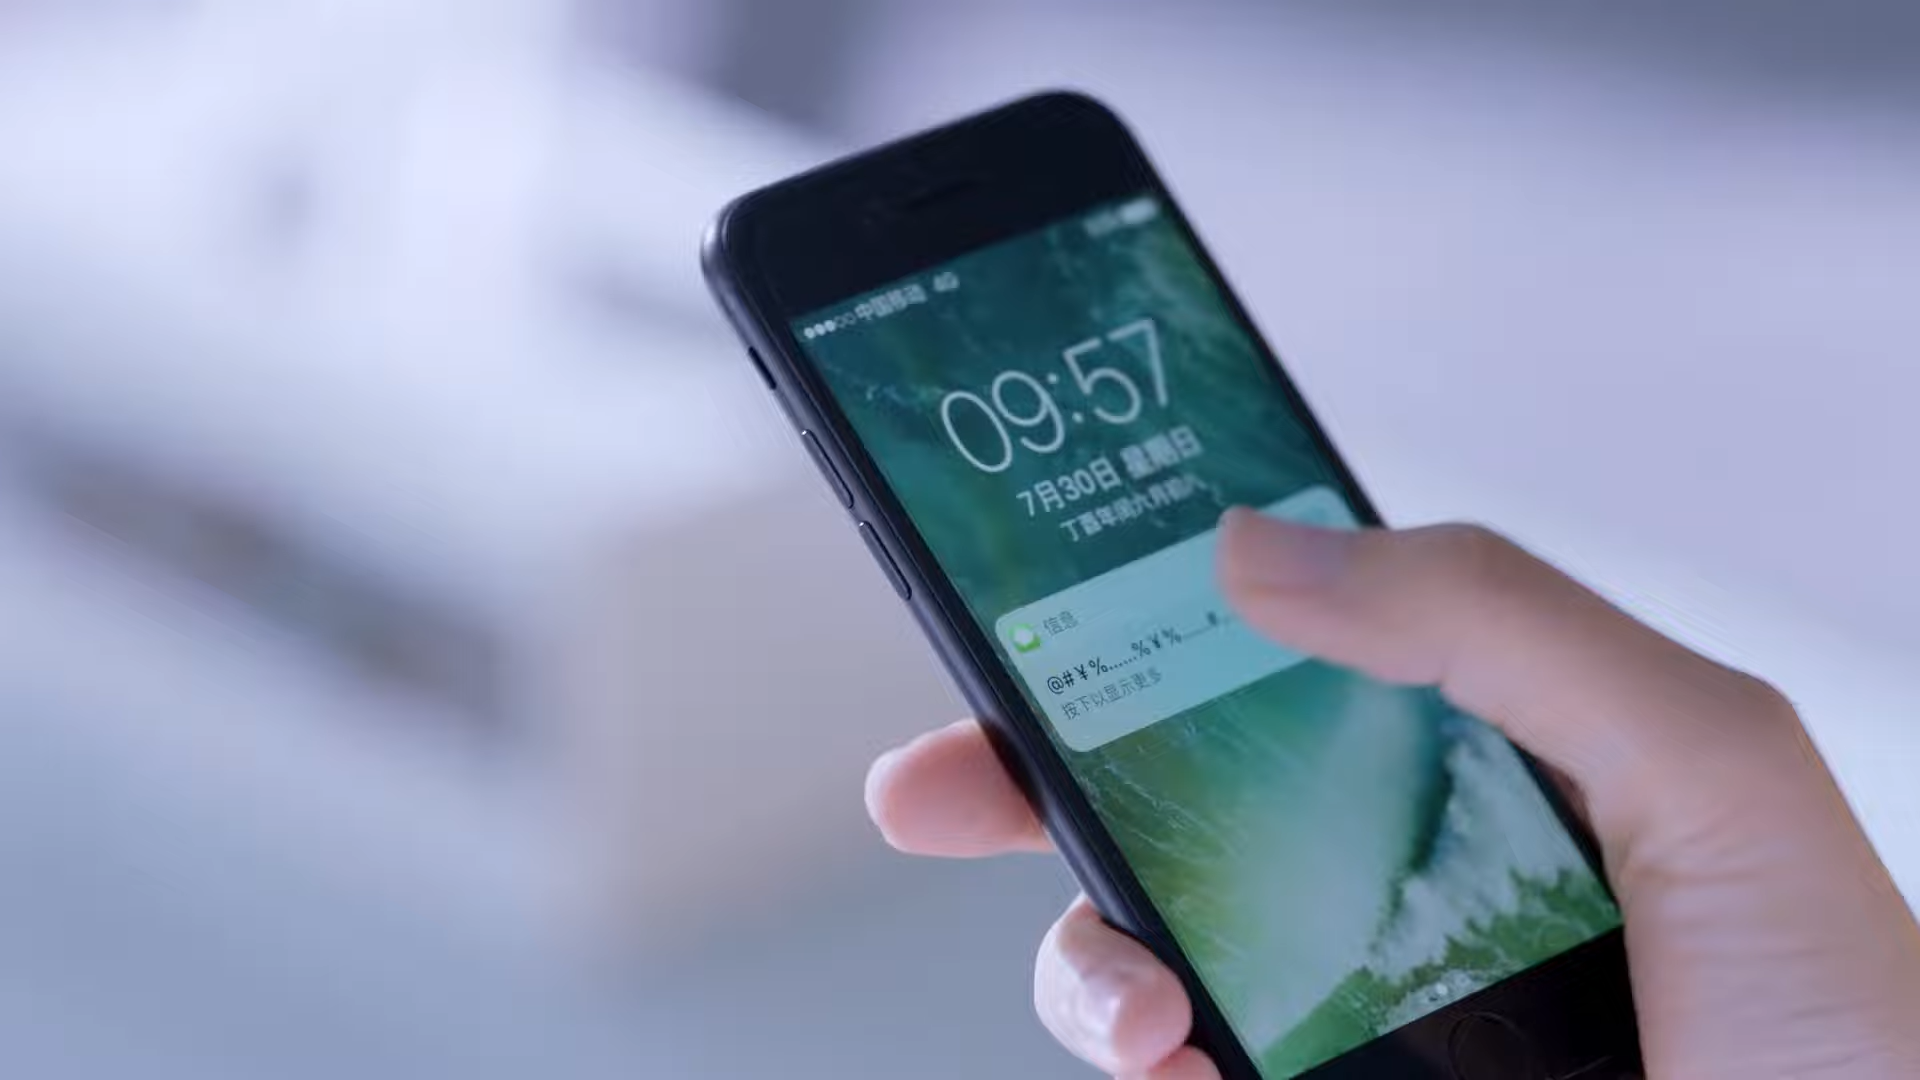 中国移动 4G
09:57
7月30日 星期日
丁酉年闰六月初八
信息
@#¥%……%¥%……#
按下以显示更多